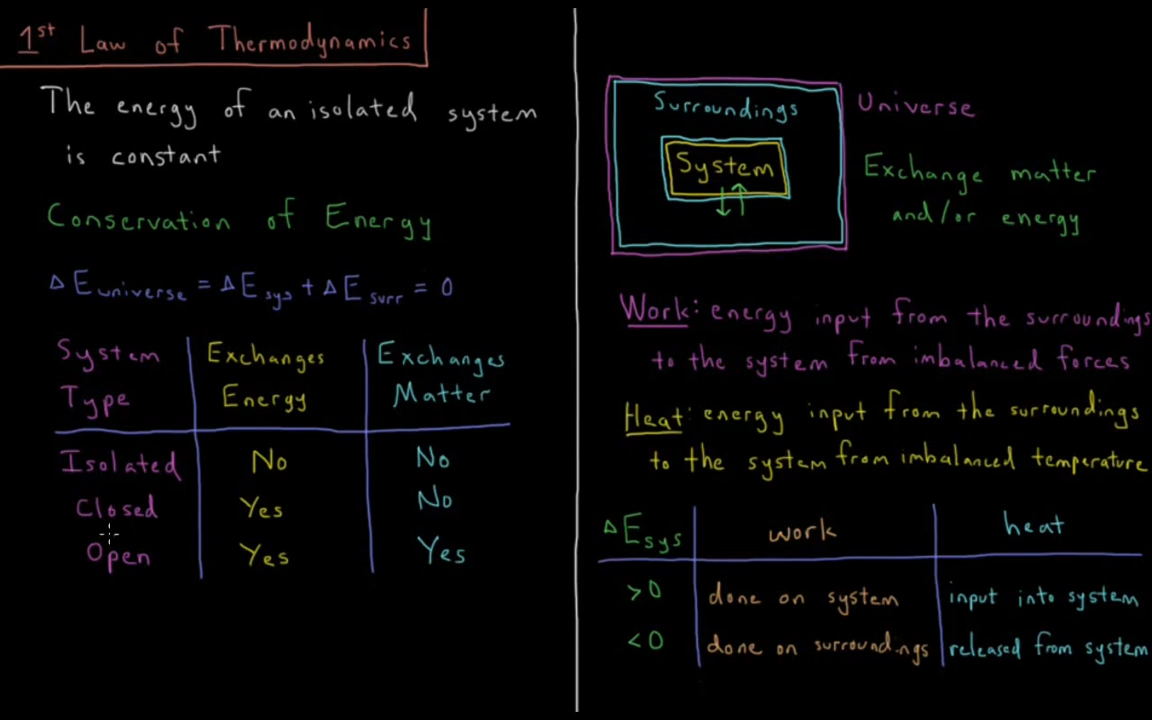 1st Law of Thermodynamics
The energy of an isolated system
is constant
Conservation of Energy
ΔEuniverse = ΔEsys + ΔEsurr = 0
System Exchanges Exchanges
Type Energy Matter
Isolated No No
Closed Yes No
Open Yes Yes
Surroundings Universe
System Exchange matter
and/or energy
Work: energy input from the surroundings
to the system from imbalanced forces
Heat: energy input from the surroundings
to the system from imbalanced temperature
ΔEsys work heat
>0 done on system input into system
<0 done on surroundings released from system